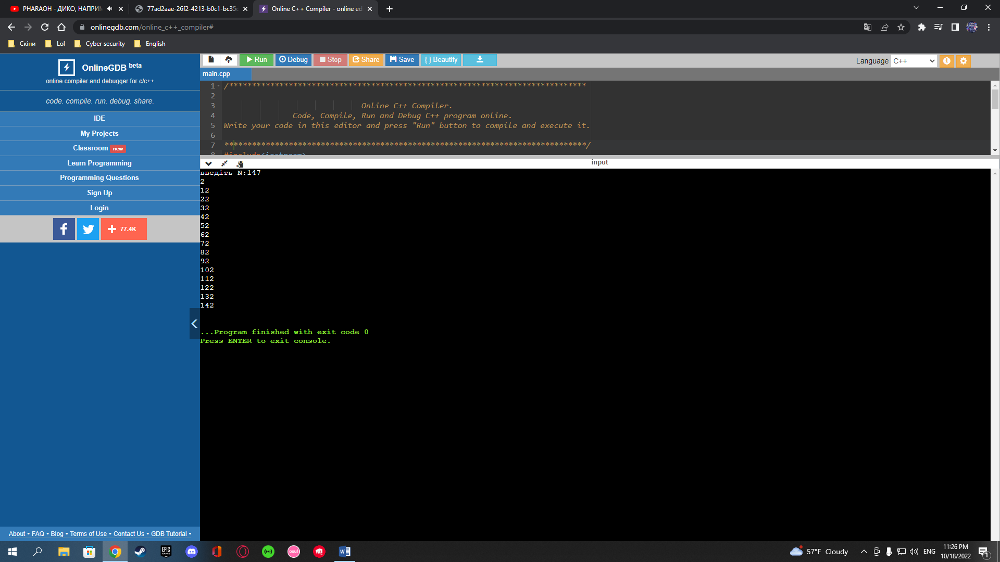 PHARAOH - ДИКО, НАПРИМ
77ad2aae-26f2-4213-b0c1-bc35c
Online C++ Compiler - online ed
onlinegdb.com/online_c++_compiler#
Скіни
Lol
Cyber security
English
OnlineGDB beta
online compiler and debugger for c/c++
code. compile. run. debug. share.
IDE
My Projects
Classroom new
Learn Programming
Programming Questions
Sign Up
Login
f
+ 77.4K
About • FAQ • Blog • Terms of Use • Contact Us • GDB Tutorial •
Run
Debug
Stop
Share
Save
{ } Beautify
Language C++
main.cpp
1 /******************************************************************************
2
3 Online C++ Compiler.
4 Code, Compile, Run and Debug C++ program online.
5 Write your code in this editor and press "Run" button to compile and execute it.
6
7 *******************************************************************************/
8 #include<iostream>
input
введіть N:147
2
12
22
32
42
52
62
72
82
92
102
112
122
132
142
...Program finished with exit code 0
Press ENTER to exit console.
EPIC GAMES
osu!
W
57°F Cloudy
ENG
11:26 PM
10/18/2022
1